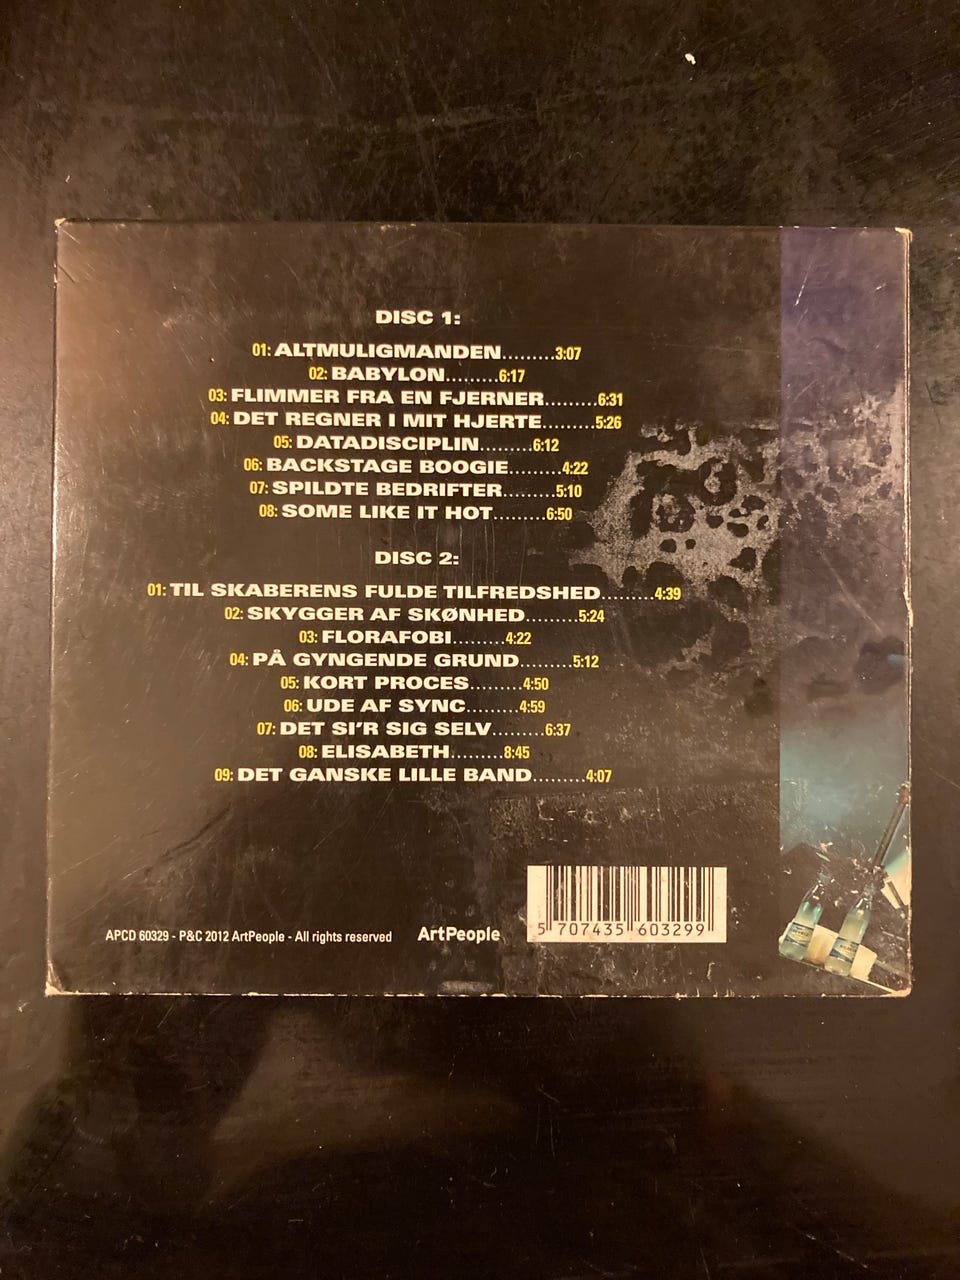 DISC 1:
01: ALTMULIGMANDEN.........3:07
02: BABYLON.........6:17
03: FLIMMER FRA EN FJERNER.........6:31
04: DET REGNER I MIT HJERTE.........5:26
05: DATADISCIPLIN.........6:12
06: BACKSTAGE BOOGIE.........4:22
07: SPILDTE BEDRIFTER.........5:10
08: SOME LIKE IT HOT.........6:50
DISC 2:
01: TIL SKABERENS FULDE TILFREDSHED.........4:39
02: SKYGGER AF SKØNHED.........5:24
03: FLORAFOBI.........4:22
04: PÅ GYNGENDE GRUND.........5:12
05: KORT PROCES.........4:50
06: UDE AF SYNC.........4:59
07: DET SI'R SIG SELV.........6:37
08: ELISABETH.........8:45
09: DET GANSKE LILLE BAND.........4:07
APCD 60329 - P&C 2012 ArtPeople - All rights reserved
ArtPeople
5 707435 603299